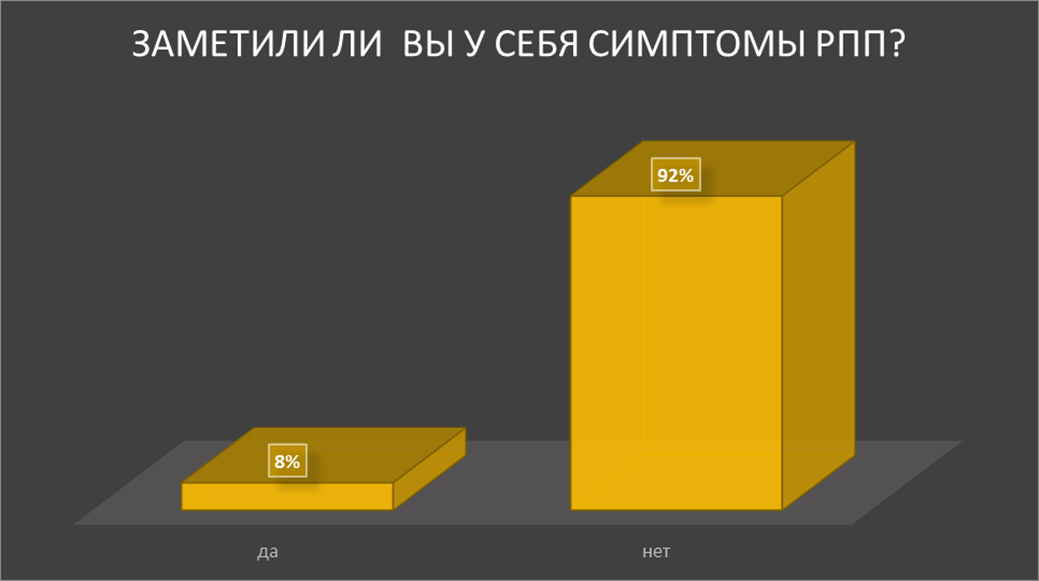 ЗАМЕТИЛИ ЛИ ВЫ У СЕБЯ СИМПТОМЫ РПП?
92%
8%
да
нет